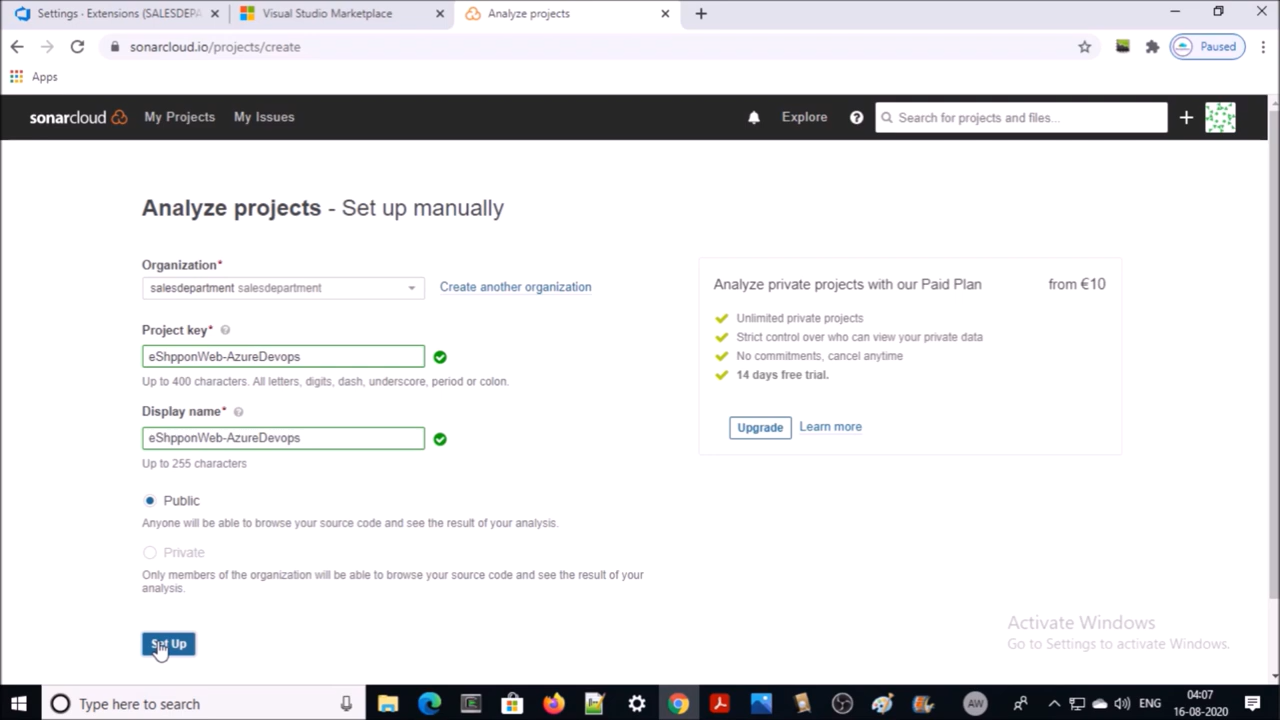 Settings · Extensions (SALESDEPA
Visual Studio Marketplace
Analyze projects
sonarcloud.io/projects/create
Paused
Apps
sonarcloud
My Projects
My Issues
Explore
Search for projects and files...
Analyze projects - Set up manually
Organization*
salesdepartment salesdepartment
Create another organization
Project key*
eShpponWeb-AzureDevops
Up to 400 characters. All letters, digits, dash, underscore, period or colon.
Display name*
eShpponWeb-AzureDevops
Up to 255 characters
Public
Anyone will be able to browse your source code and see the result of your analysis.
Private
Only members of the organization will be able to browse your source code and see the result of your
analysis.
Set Up
Analyze private projects with our Paid Plan
from €10
Unlimited private projects
Strict control over who can view your private data
No commitments, cancel anytime
14 days free trial.
Upgrade
Learn more
Activate Windows
Go to Settings to activate Windows.
Type here to search
AW
ENG
04:07
16-08-2020